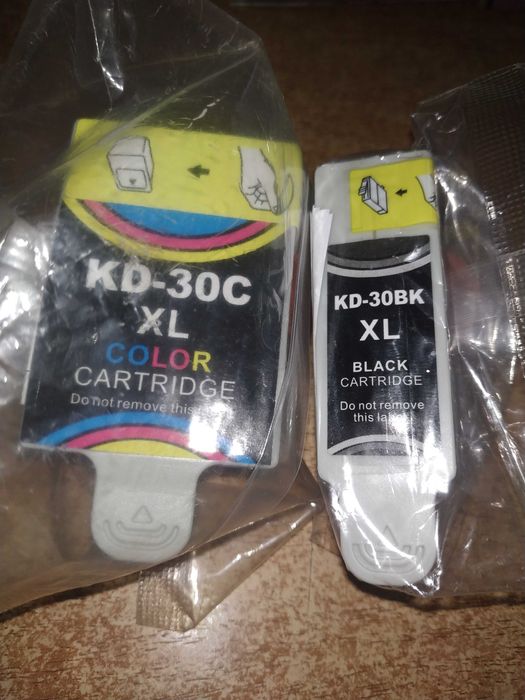 KD-30C
XL
COLOR
CARTRIDGE
Do not remove this
KD-30BK
XL
BLACK
CARTRIDGE
Do not remove
this label